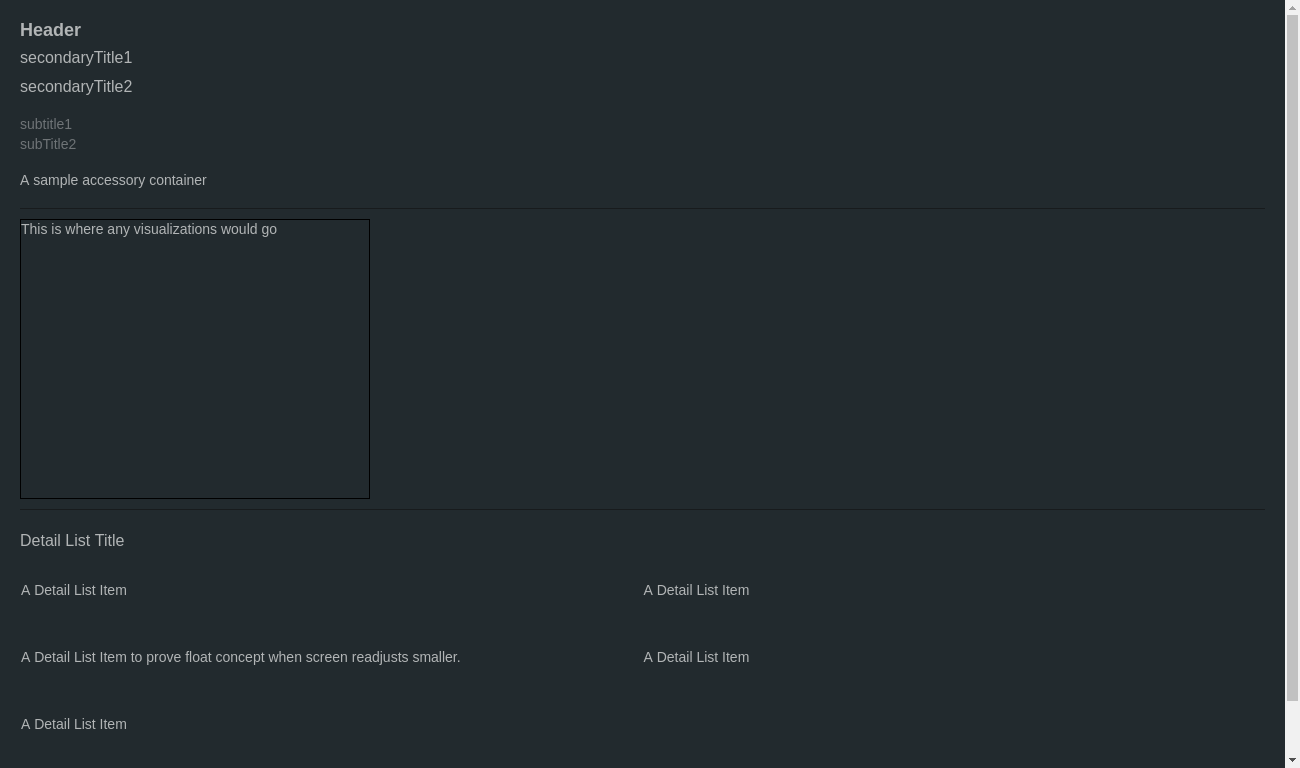 Header
secondaryTitle1
secondaryTitle2
subtitle1
subTitle2
A sample accessory container
This is where any visualizations would go
Detail List Title
A Detail List Item
A Detail List Item
A Detail List Item to prove float concept when screen readjusts smaller.
A Detail List Item
A Detail List Item